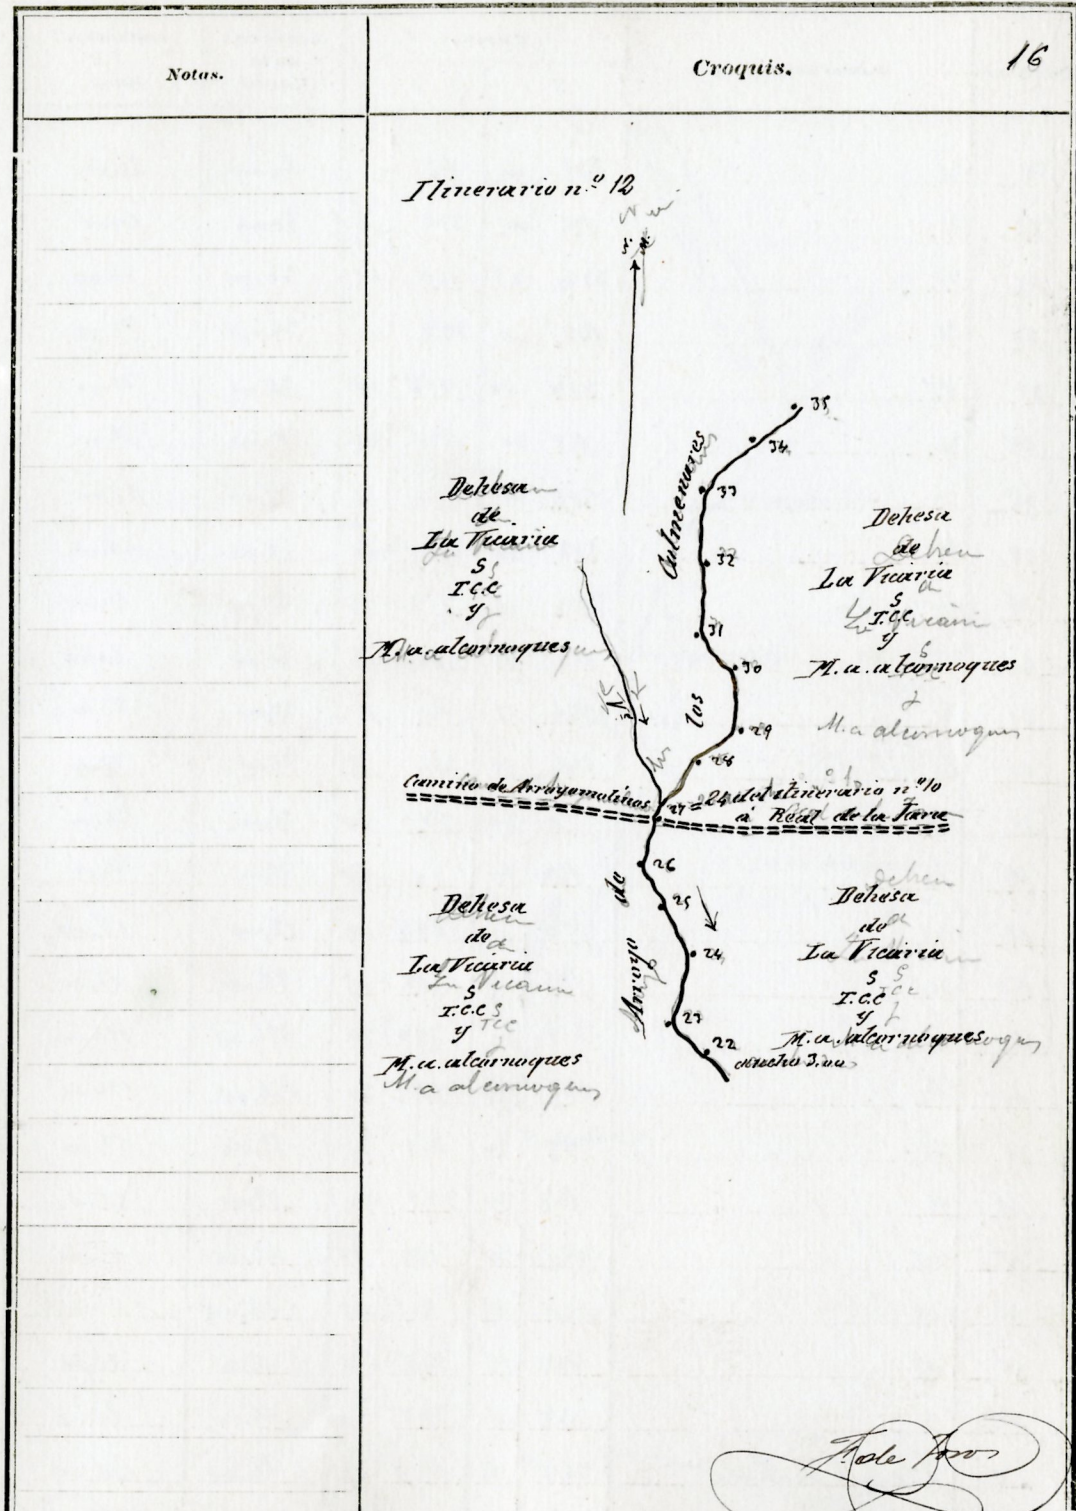 Notas.
Croquis.
16
Itinerario n.º 12
35
34
33
32
31
30
29
28
Culmenares
los
Dehesa
de
La Vicaria
S
T.C.C
y
M. a. alcornoques
Dehesa
de
La Vicaria
S
T.C.C
y
M. a. alcornoques
M. a alcornoques
Camino de Arroyomolinos
27 = 24 del itinerario n.º 10
á Real de la Jara
26
25
24
23
22
de
Arroyo
Dehesa
de
La Vicaria
S
T.C.C
y
M. a. alcornoques
M. a alcornoques
Dehesa
de
La Vicaria
S
T.C.C
y
M. a. alcornoques
ancho 3.00